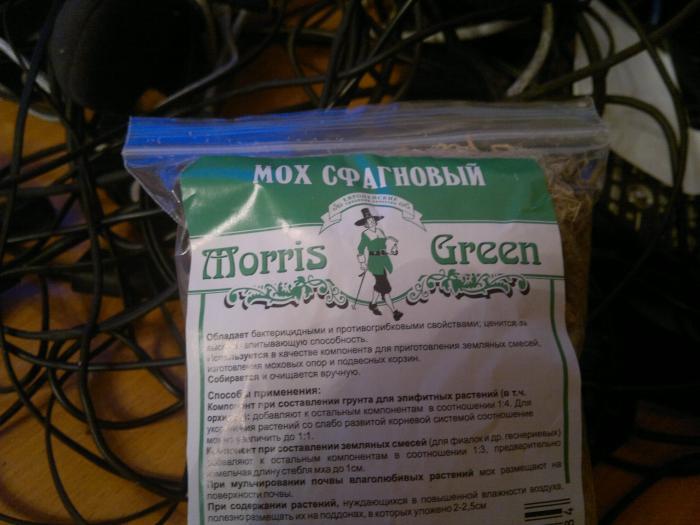 МОХ СФАГНОВЫЙ
ЕВРОПЕЙСКИЕ
Morris Green
Обладает бактерицидными и противогрибковыми свойствами; ценится за
впитывающую способность.
Используется в качестве компонента для приготовления земляных смесей,
изготовления моховых опор и подвесных корзин.
Собирается и очищается вручную.
Способы применения:
Компонент при составлении грунта для эпифитных растений (в т.ч.
добавляют к остальным компонентам в соотношении 1:4. Для
растений со слабо развитой корневой системой соотношение
можно увеличить до 1:1.
Компонент при составлении земляных смесей (для фиалок и др. геснериевых)
добавляют к остальным компонентам в соотношении 1:3, предварительно
измельчая длину стебля мха до 1см.
При мульчировании почвы влаголюбивых растений мох размещают на
поверхности почвы.
При содержании растений, нуждающихся в повышенной влажности воздуха,
полезно размещать их на поддонах, в которых уложено 2-2,5см